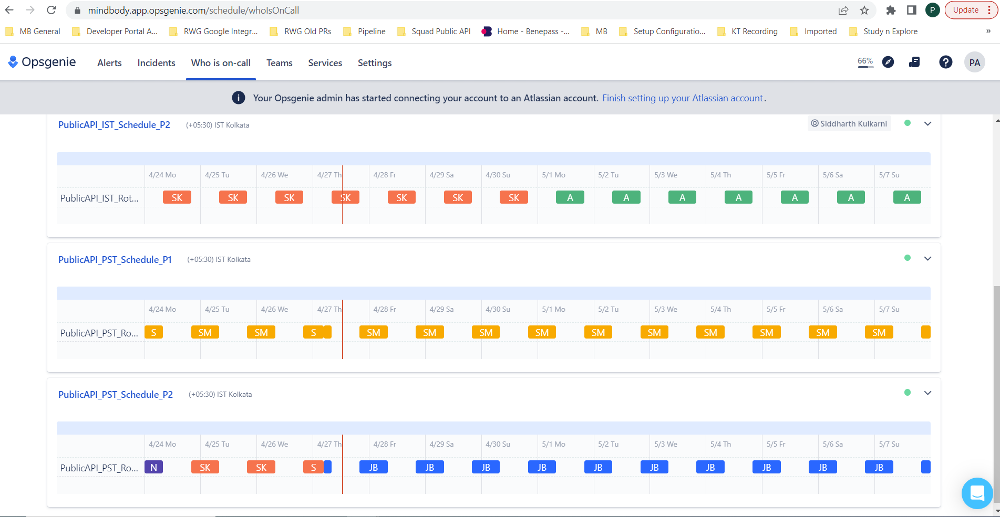 mindbody.app.opsgenie.com/schedule/whoIsOnCall
P
Update
MB General
Developer Portal A...
RWG Google Integr...
RWG Old PRs
Pipeline
Squad Public API
Home - Benepass -...
MB
Setup Configuratio...
KT Recording
Imported
Study n Explore
»
Opsgenie
Alerts
Incidents
Who is on-call
Teams
Services
Settings
66%
?
PA
i Your Opsgenie admin has started connecting your account to an Atlassian account. Finish setting up your Atlassian account.
PublicAPI_IST_Schedule_P2 (+05:30) IST Kolkata Siddharth Kulkarni
4/24 Mo 4/25 Tu 4/26 We 4/27 Th 4/28 Fr 4/29 Sa 4/30 Su 5/1 Mo 5/2 Tu 5/3 We 5/4 Th 5/5 Fr 5/6 Sa 5/7 Su
PublicAPI_IST_Rot... SK SK SK SK SK SK SK A A A A A A A
PublicAPI_PST_Schedule_P1 (+05:30) IST Kolkata
4/24 Mo 4/25 Tu 4/26 We 4/27 Th 4/28 Fr 4/29 Sa 4/30 Su 5/1 Mo 5/2 Tu 5/3 We 5/4 Th 5/5 Fr 5/6 Sa 5/7 Su
PublicAPI_PST_Ro... S SM SM S SM SM SM SM SM SM SM SM SM SM
PublicAPI_PST_Schedule_P2 (+05:30) IST Kolkata
4/24 Mo 4/25 Tu 4/26 We 4/27 Th 4/28 Fr 4/29 Sa 4/30 Su 5/1 Mo 5/2 Tu 5/3 We 5/4 Th 5/5 Fr 5/6 Sa 5/7 Su
PublicAPI_PST_Ro... N SK SK S JB JB JB JB JB JB JB JB JB JB